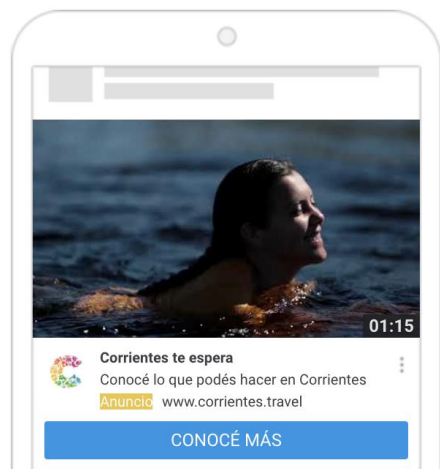 01:15
Corrientes te espera
Conocé lo que podés hacer en Corrientes
Anuncio www.corrientes.travel
CONOCÉ MÁS